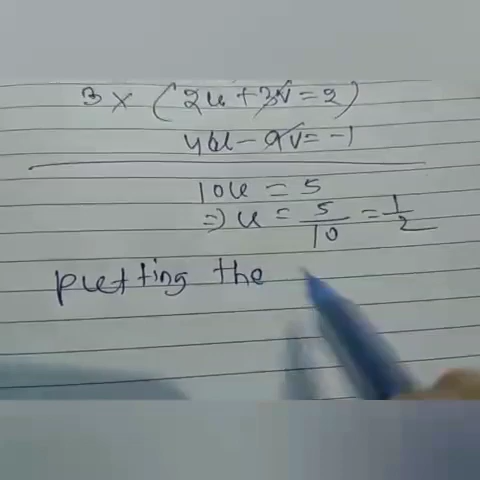 3 × (2u + 3v = 2)
4u - 9v = -1
10u = 5
⇒ u = 5/10 = 1/2
putting the